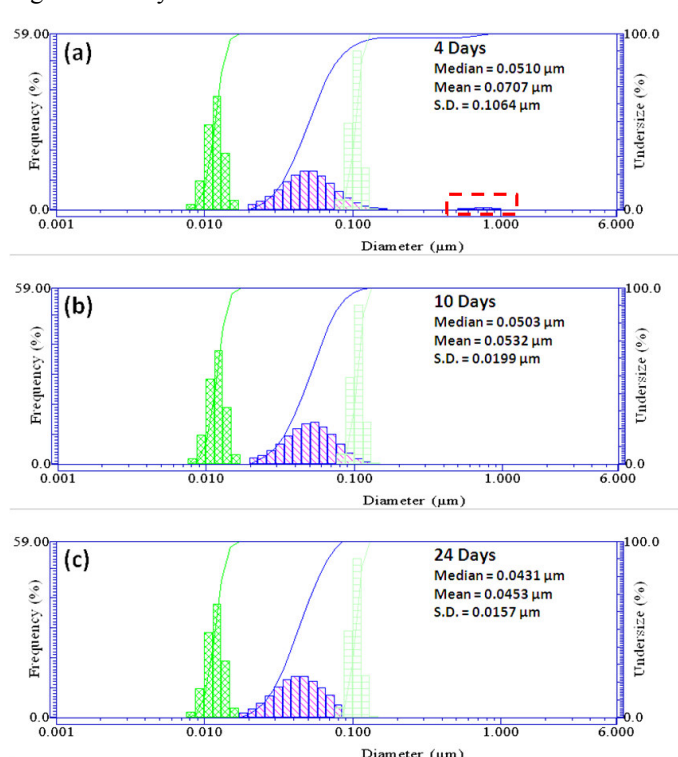 59.00
(a)
4 Days
Median = 0.0510 µm
Mean = 0.0707 µm
S.D. = 0.1064 µm
100.0
Frequency (%)
Undersize (%)
0.0
0.0
0.001 0.010 0.100 1.000 6.000
Diameter (µm)
59.00
(b)
10 Days
Median = 0.0503 µm
Mean = 0.0532 µm
S.D. = 0.0199 µm
100.0
Frequency (%)
Undersize (%)
0.0
0.0
0.001 0.010 0.100 1.000 6.000
Diameter (µm)
59.00
(c)
24 Days
Median = 0.0431 µm
Mean = 0.0453 µm
S.D. = 0.0157 µm
100.0
Frequency (%)
Undersize (%)
0.0
0.0
0.001 0.010 0.100 1.000 6.000
Diameter (µm)